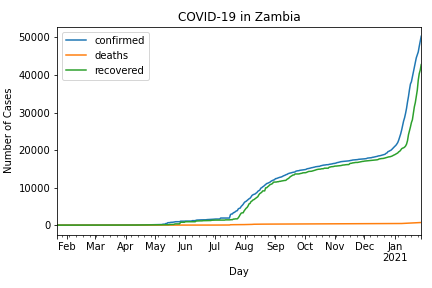 COVID-19 in Zambia
confirmed
deaths
recovered
Number of Cases
50000
40000
30000
20000
10000
0
Feb Mar Apr May Jun Jul Aug Sep Oct Nov Dec Jan
2021
Day